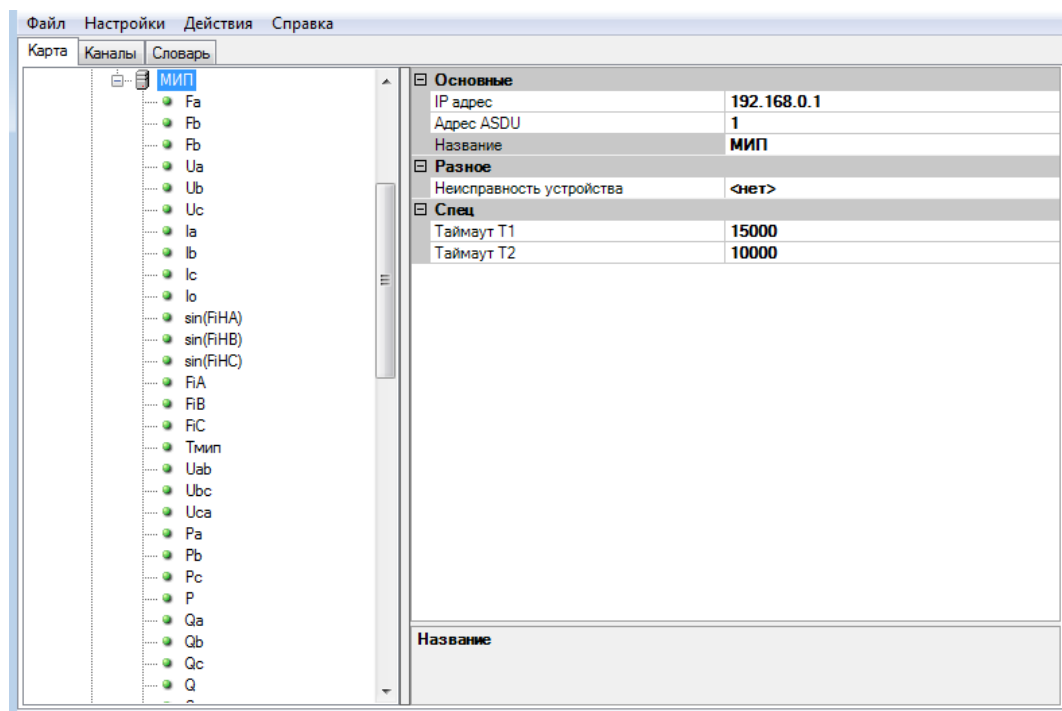 Файл Настройки Действия Справка
Карта Каналы Словарь
МИП
Fa
Fb
Fb
Ua
Ub
Uc
Ia
Ib
Ic
Io
sin(FiHA)
sin(FiHB)
sin(FiHC)
FiA
FiB
FiC
Тмип
Uab
Ubc
Uca
Pa
Pb
Pc
P
Qa
Qb
Qc
Q
Основные
IP адрес 192.168.0.1
Адрес ASDU 1
Название МИП
Разное
Неисправность устройства <нет>
Спец
Таймаут T1 15000
Таймаут T2 10000
Название